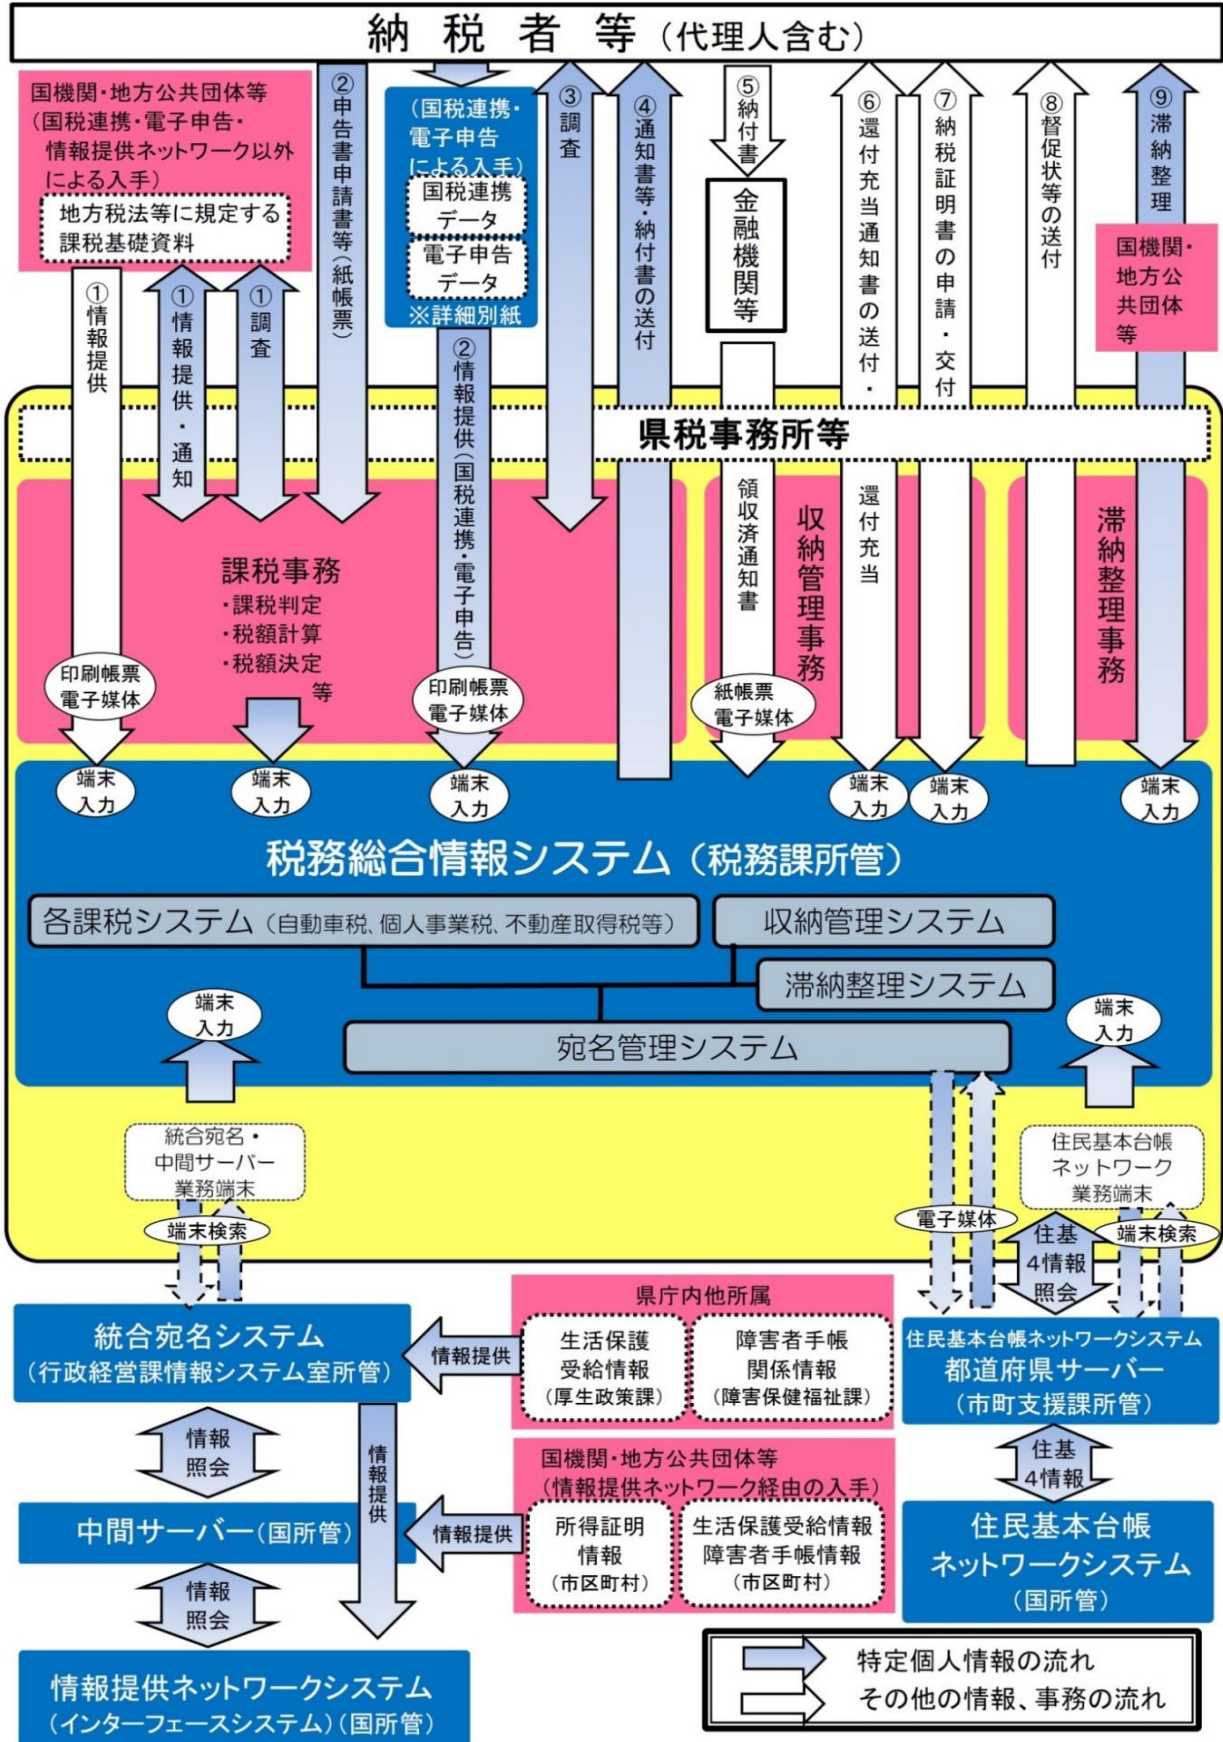 納税者等(代理人含む)
国機関・地方公共団体等
(国税連携・電子申告・
情報提供ネットワーク以外
による入手)
地方税法等に規定する
課税基礎資料
①情報提供
①情報提供・通知
①調査
②申告書申請書等(紙帳票)
(国税連携・
電子申告
による入手)
国税連携
データ
電子申告
データ
※詳細別紙
②情報提供(国税連携・電子申告)
③調査
④通知書等・納付書の送付
⑤納付書
金融機関等
領収済通知書
⑥還付充当通知書の送付・
還付充当
⑦納税証明書の申請・交付
⑧督促状等の送付
⑨滞納整理
国機関・
地方公
共団体
等
県税事務所等
課税事務
・課税判定
・税額計算
・税額決定
等
収納管理事務
滞納整理事務
印刷帳票
電子媒体
印刷帳票
電子媒体
紙帳票
電子媒体
端末
入力
端末
入力
端末
入力
端末
入力
端末
入力
端末
入力
税務総合情報システム(税務課所管)
各課税システム(自動車税、個人事業税、不動産取得税等)
収納管理システム
滞納整理システム
宛名管理システム
端末
入力
端末
入力
統合宛名・
中間サーバー
業務端末
端末検索
住民基本台帳
ネットワーク
業務端末
電子媒体
住基
4情報
照会
端末検索
統合宛名システム
(行政経営課情報システム室所管)
情報提供
県庁内他所属
生活保護
受給情報
(厚生政策課)
障害者手帳
関係情報
(障害保健福祉課)
住民基本台帳ネットワークシステム
都道府県サーバー
(市町支援課所管)
情報
照会
情報提供
住基
4情報
中間サーバー(国所管)
情報提供
国機関・地方公共団体等
(情報提供ネットワーク経由の入手)
所得証明
情報
(市区町村)
生活保護受給情報
障害者手帳情報
(市区町村)
住民基本台帳
ネットワークシステム
(国所管)
情報
照会
情報提供ネットワークシステム
(インターフェースシステム)(国所管)
特定個人情報の流れ
その他の情報、事務の流れ